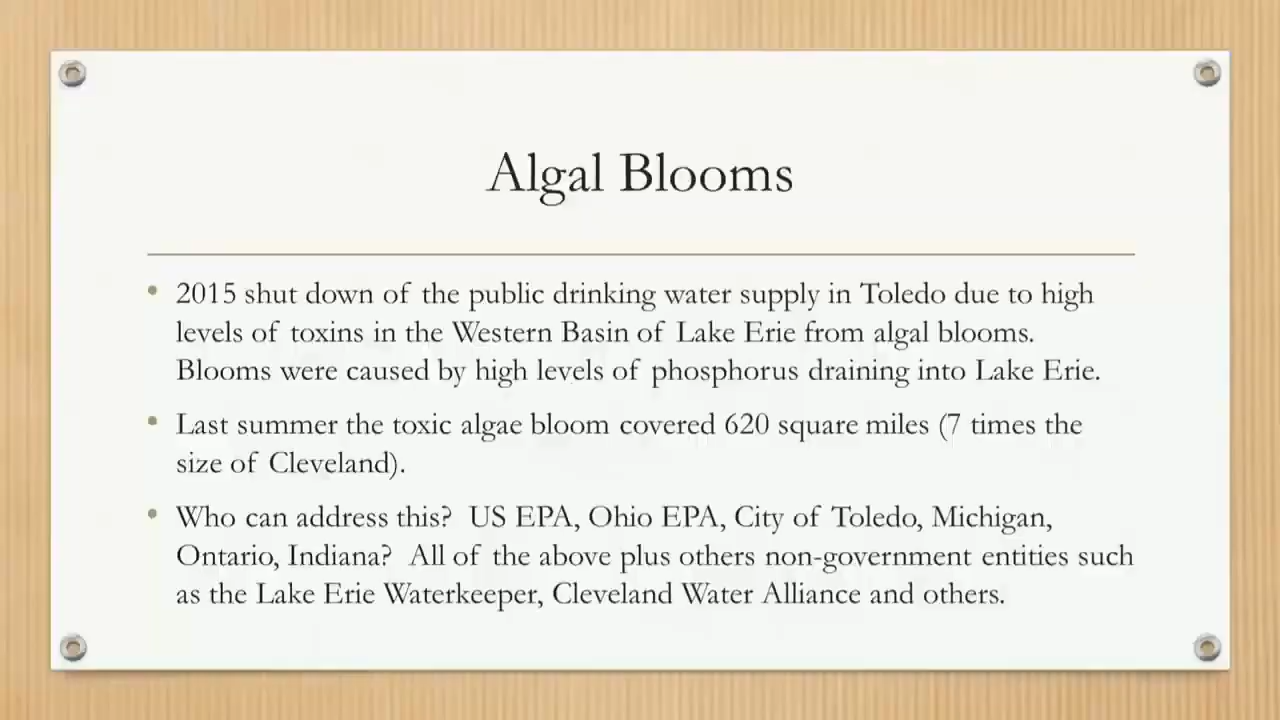 Algal Blooms
• 2015 shut down of the public drinking water supply in Toledo due to high
levels of toxins in the Western Basin of Lake Erie from algal blooms.
Blooms were caused by high levels of phosphorus draining into Lake Erie.
• Last summer the toxic algae bloom covered 620 square miles (7 times the
size of Cleveland).
• Who can address this? US EPA, Ohio EPA, City of Toledo, Michigan,
Ontario, Indiana? All of the above plus others non-government entities such
as the Lake Erie Waterkeeper, Cleveland Water Alliance and others.